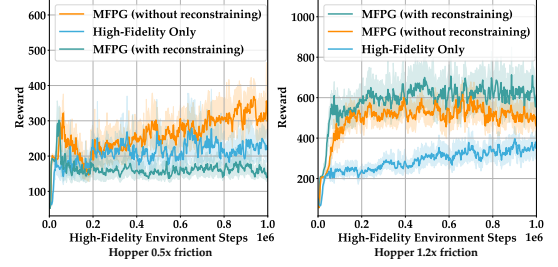 MFPG (without reconstraining)
High-Fidelity Only
MFPG (with reconstraining)
600
500
400
300
200
100
Reward
0.0 0.2 0.4 0.6 0.8 1.0
1e6
High-Fidelity Environment Steps
Hopper 0.5x friction
MFPG (with reconstraining)
MFPG (without reconstraining)
High-Fidelity Only
1000
800
600
400
200
Reward
0.0 0.2 0.4 0.6 0.8 1.0
1e6
High-Fidelity Environment Steps
Hopper 1.2x friction